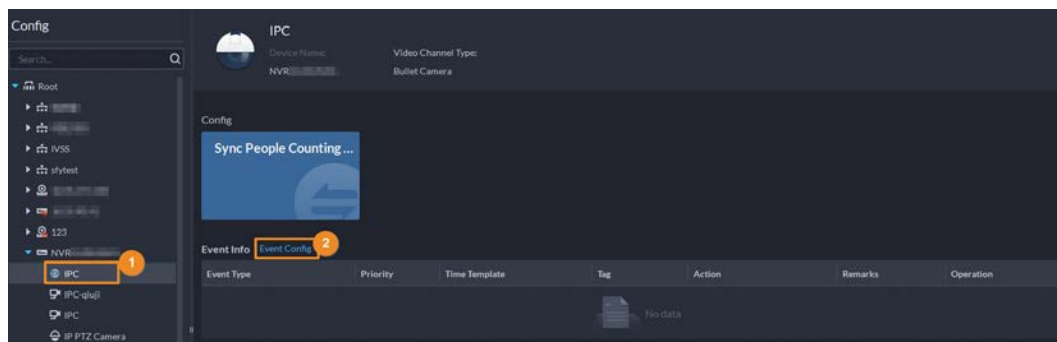 Config
Search...
Root
IVSS
sfytest
123
NVR
1
IPC
IPC-qiuji
IPC
IP PTZ Camera
IPC
Device Name:
Video Channel Type:
NVR
Bullet Camera
Config
Sync People Counting ...
Event Info Event Config 2
Event Type Priority Time Template Tag Action Remarks Operation
No data